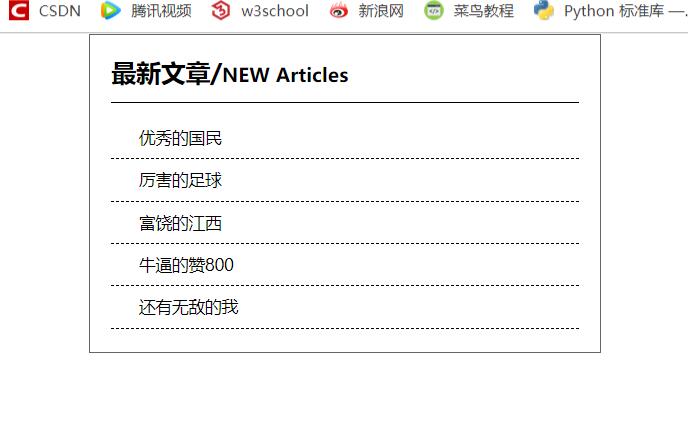 CSDN 腾讯视频 w3school 新浪网 菜鸟教程 Python 标准库 —.
最新文章/NEW Articles
优秀的国民
厉害的足球
富饶的江西
牛逼的赞800
还有无敌的我